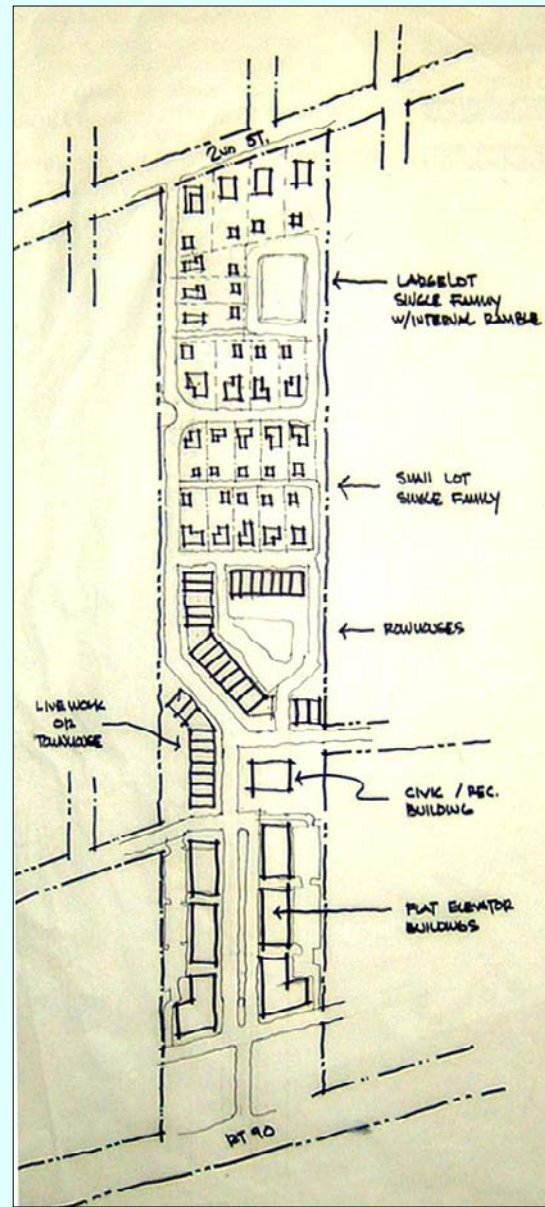 2ND ST.
LARGE LOT
SINGLE FAMILY
W/INTERNAL RAMBLE
SMALL LOT
SINGLE FAMILY
ROWHOUSES
LIVE WORK
OR
TOWNHOUSE
CIVIC / REC.
BUILDING
FLAT ELEVATOR
BUILDINGS
RT 90